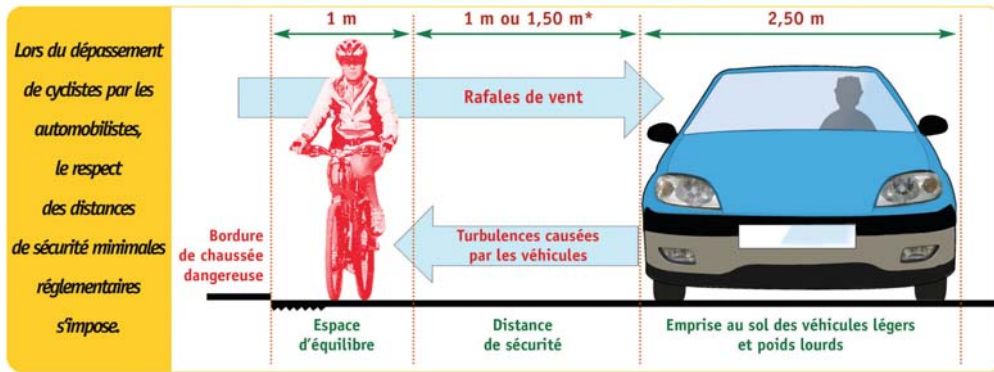 Lors du dépassement
de cyclistes par les
automobilistes,
le respect
des distances
de sécurité minimales
réglementaires
s'impose.
1 m
1 m ou 1,50 m*
2,50 m
Rafales de vent
Turbulences causées
par les véhicules
Bordure
de chaussée
dangereuse
Espace
d'équilibre
Distance
de sécurité
Emprise au sol des véhicules légers
et poids lourds